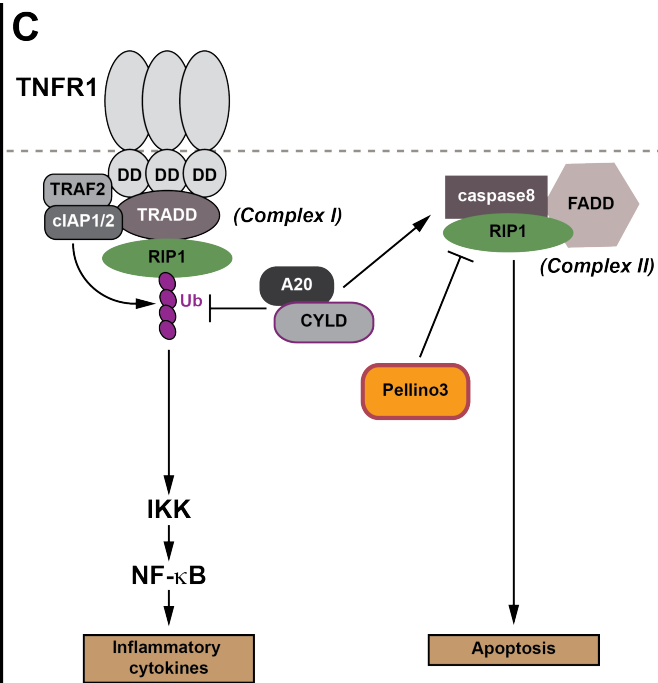 C
TNFR1
DD DD DD
TRAF2
cIAP1/2
TRADD
(Complex I)
RIP1
Ub
A20
CYLD
caspase8
FADD
RIP1
(Complex II)
Pellino3
IKK
NF-κB
Inflammatory
cytokines
Apoptosis